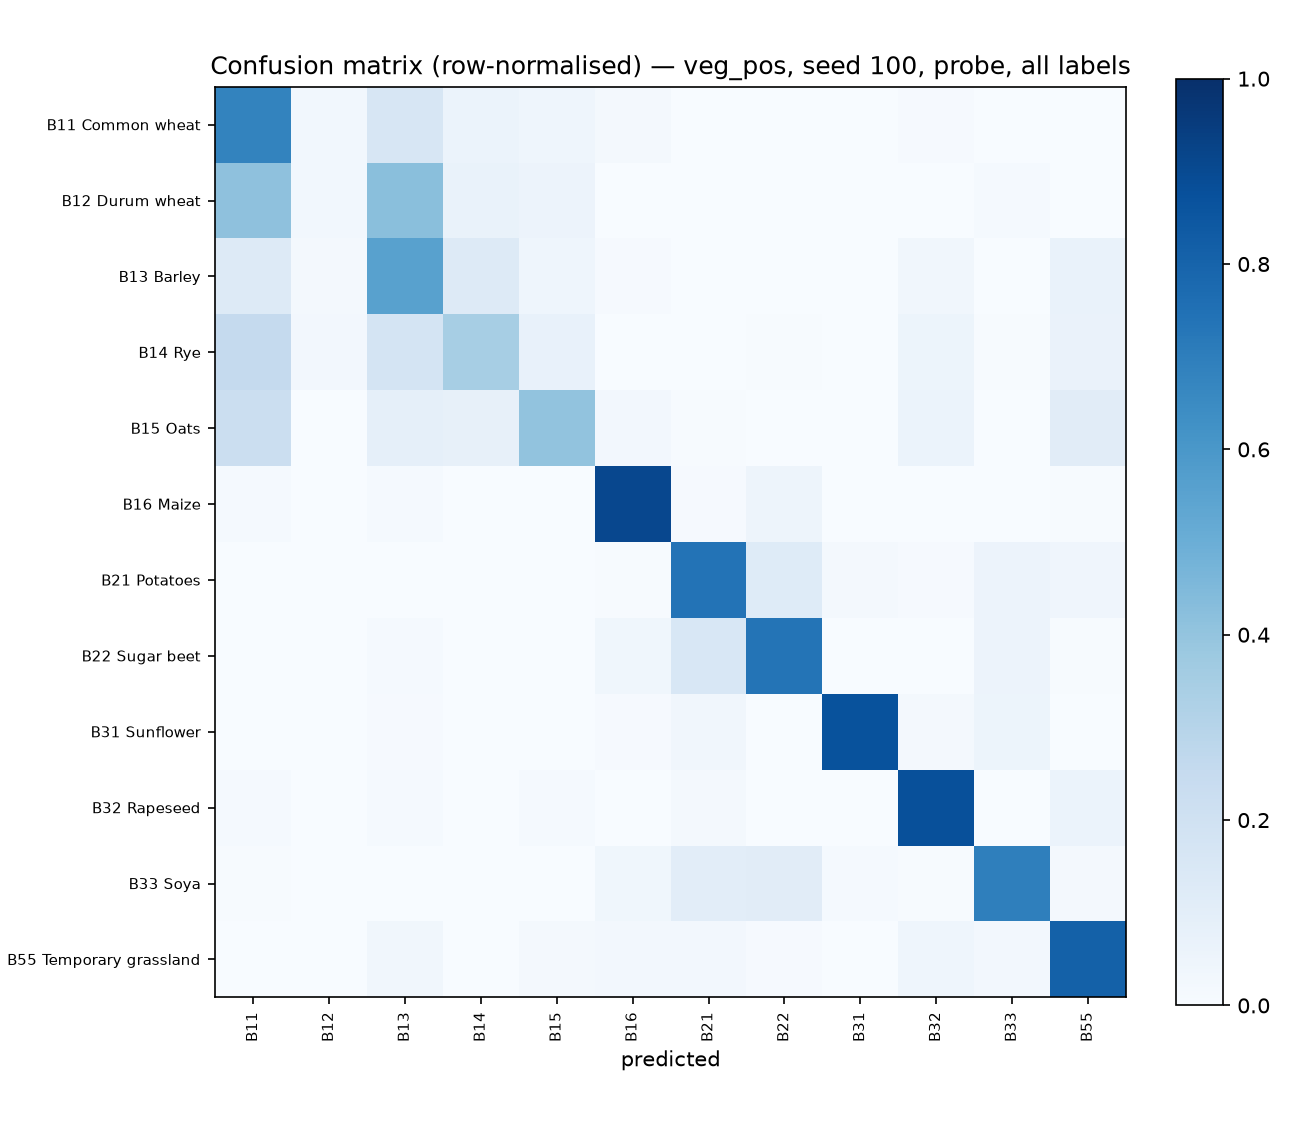 Confusion matrix (row-normalised) — veg_pos, seed 100, probe, all labels
B11 Common wheat
B12 Durum wheat
B13 Barley
B14 Rye
B15 Oats
B16 Maize
B21 Potatoes
B22 Sugar beet
B31 Sunflower
B32 Rapeseed
B33 Soya
B55 Temporary grassland
B11 B12 B13 B14 B15 B16 B21 B22 B31 B32 B33 B55
predicted
1.0
0.8
0.6
0.4
0.2
0.0